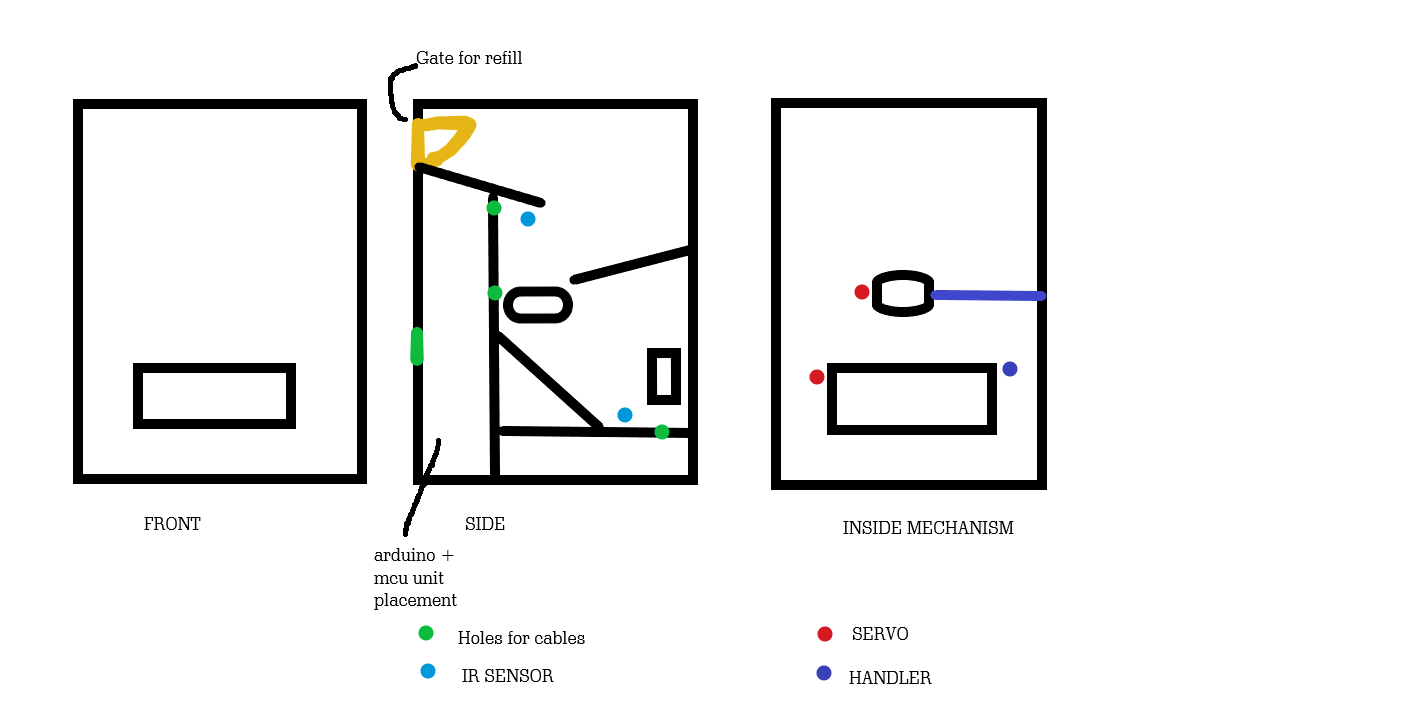 Gate for refill
FRONT
SIDE
INSIDE MECHANISM
arduino +
mcu unit
placement
Holes for cables
IR SENSOR
SERVO
HANDLER